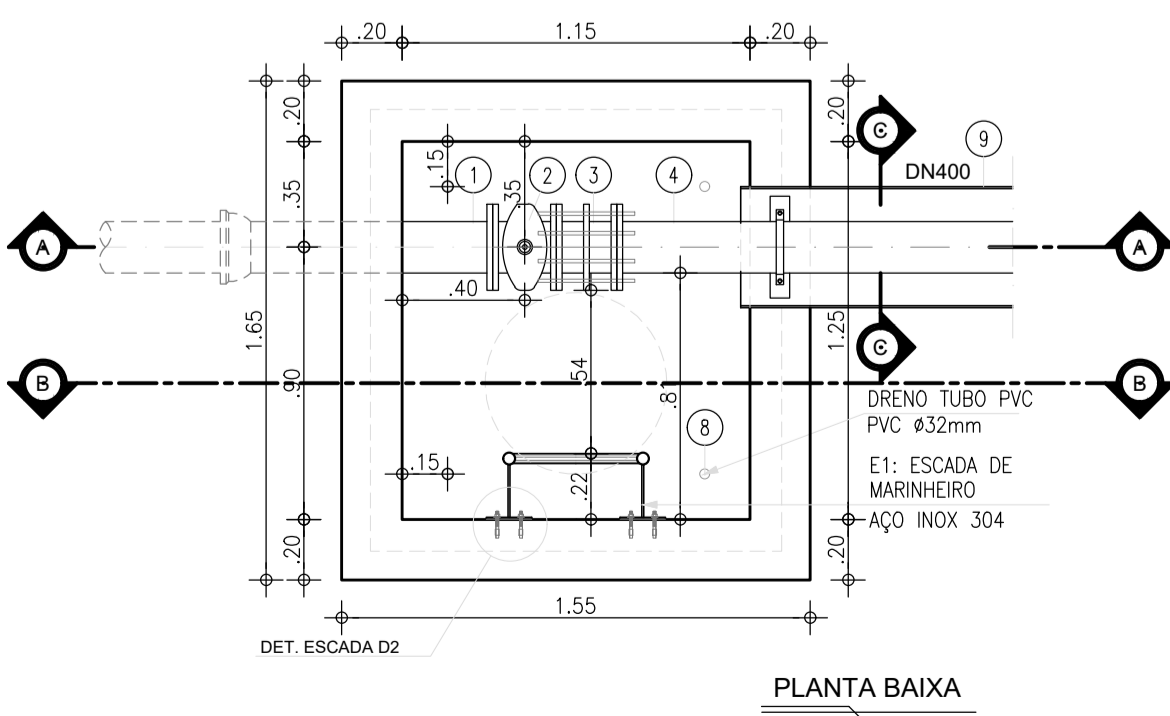 .20
1.15
.20
.20
.20
C
9
DN400
.15
1
.35
2
3
4
.35
A
A
.40
1.65
1.25
C
.90
.54
.81
B
B
DRENO TUBO PVC
PVC ø32mm
8
.15
.22
E1: ESCADA DE
MARINHEIRO
AÇO INOX 304
.20
.20
1.55
DET. ESCADA D2
PLANTA BAIXA